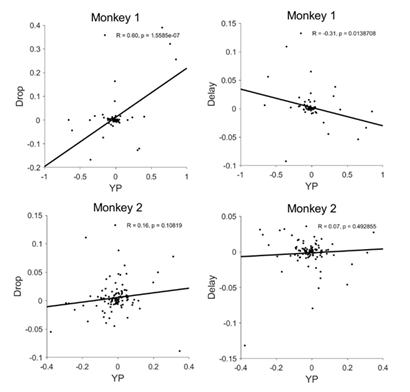 Monkey 1
R = 0.60, p = 1.5585e-07
0.4
0.3
0.2
0.1
0
-0.1
-0.2
Drop
-1 -0.5 0 0.5 1
YP
Monkey 1
R = -0.31, p = 0.0138708
0.15
0.1
0.05
0
-0.05
-0.1
Delay
-1 -0.5 0 0.5 1
YP
Monkey 2
R = 0.16, p = 0.10819
0.15
0.1
0.05
0
-0.05
-0.1
Drop
-0.4 -0.2 0 0.2 0.4
YP
Monkey 2
R = 0.07, p = 0.492855
0.05
0
-0.05
-0.1
-0.15
Delay
-0.4 -0.2 0 0.2 0.4
YP